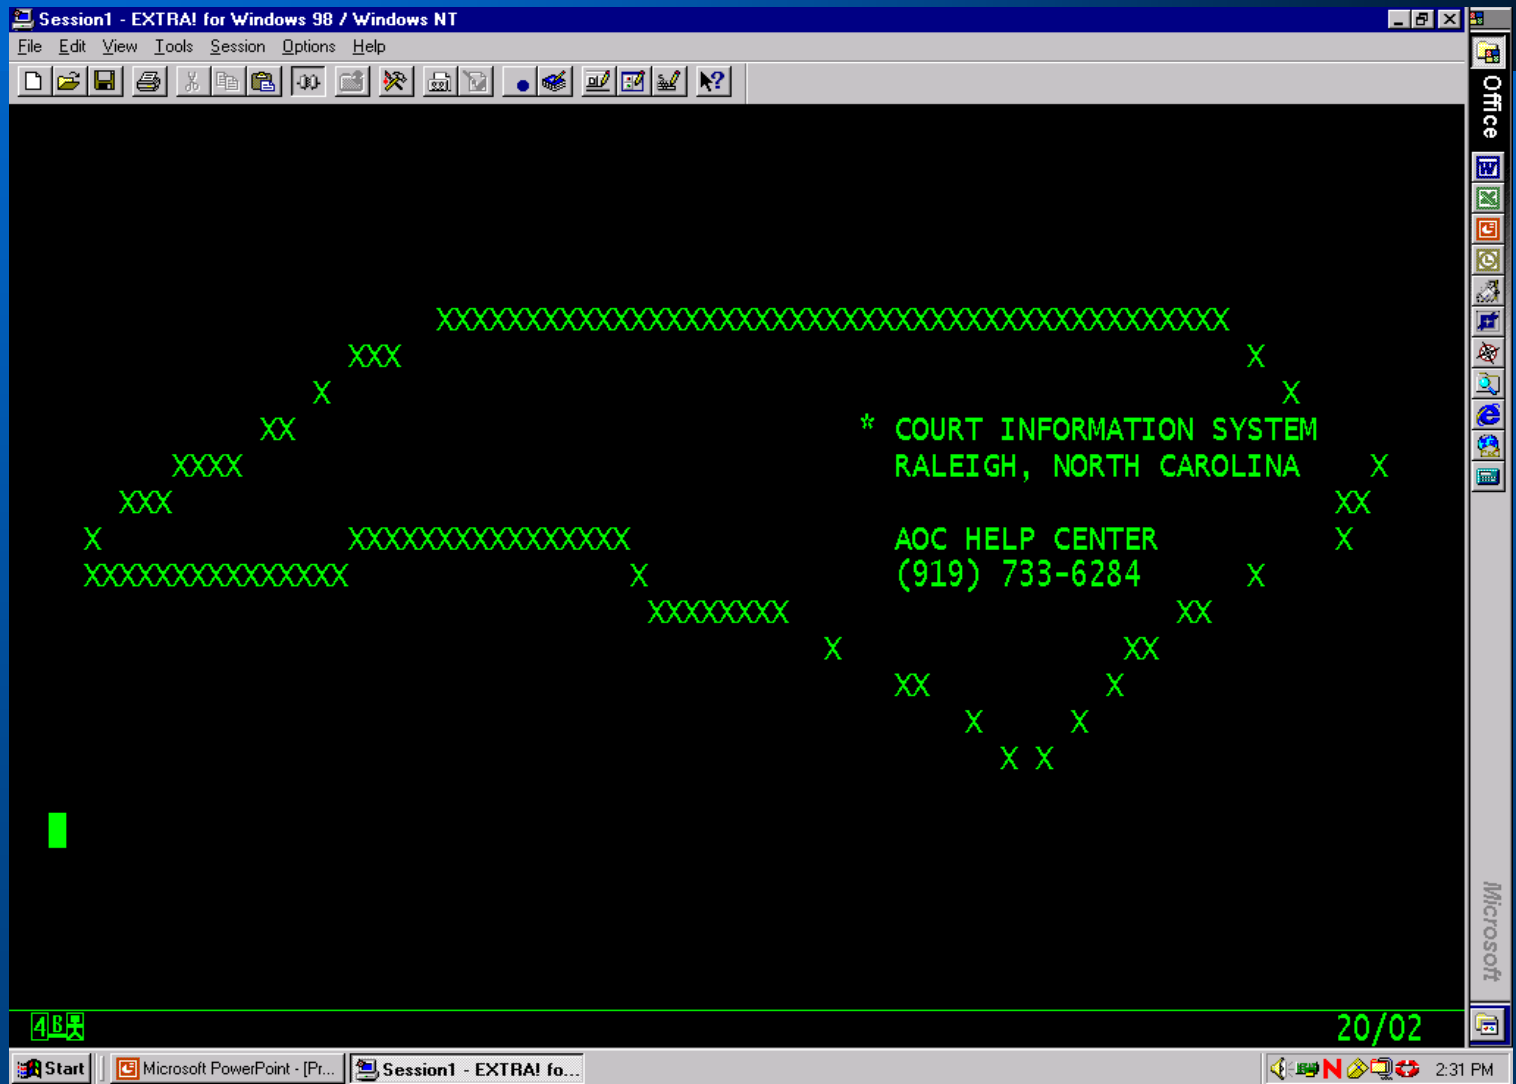 Session1 - EXTRA! for Windows 98 / Windows NT
File Edit View Tools Session Options Help
Office
XXXXXXXXXXXXXXXXXXXXXXXXXXXXXXXXXXXXXXXXXXXXX
XXX X
X X
XX * COURT INFORMATION SYSTEM
XXXX RALEIGH, NORTH CAROLINA X
XXX XX
X XXXXXXXXXXXXXXXX AOC HELP CENTER X
XXXXXXXXXXXXXXX X (919) 733-6284 X
XXXXXXXX XX
X XX
XX X
X X
X X
Microsoft
4B 20/02
Start Microsoft PowerPoint - [Pr... Session1 - EXTRA! fo... N 2:31 PM